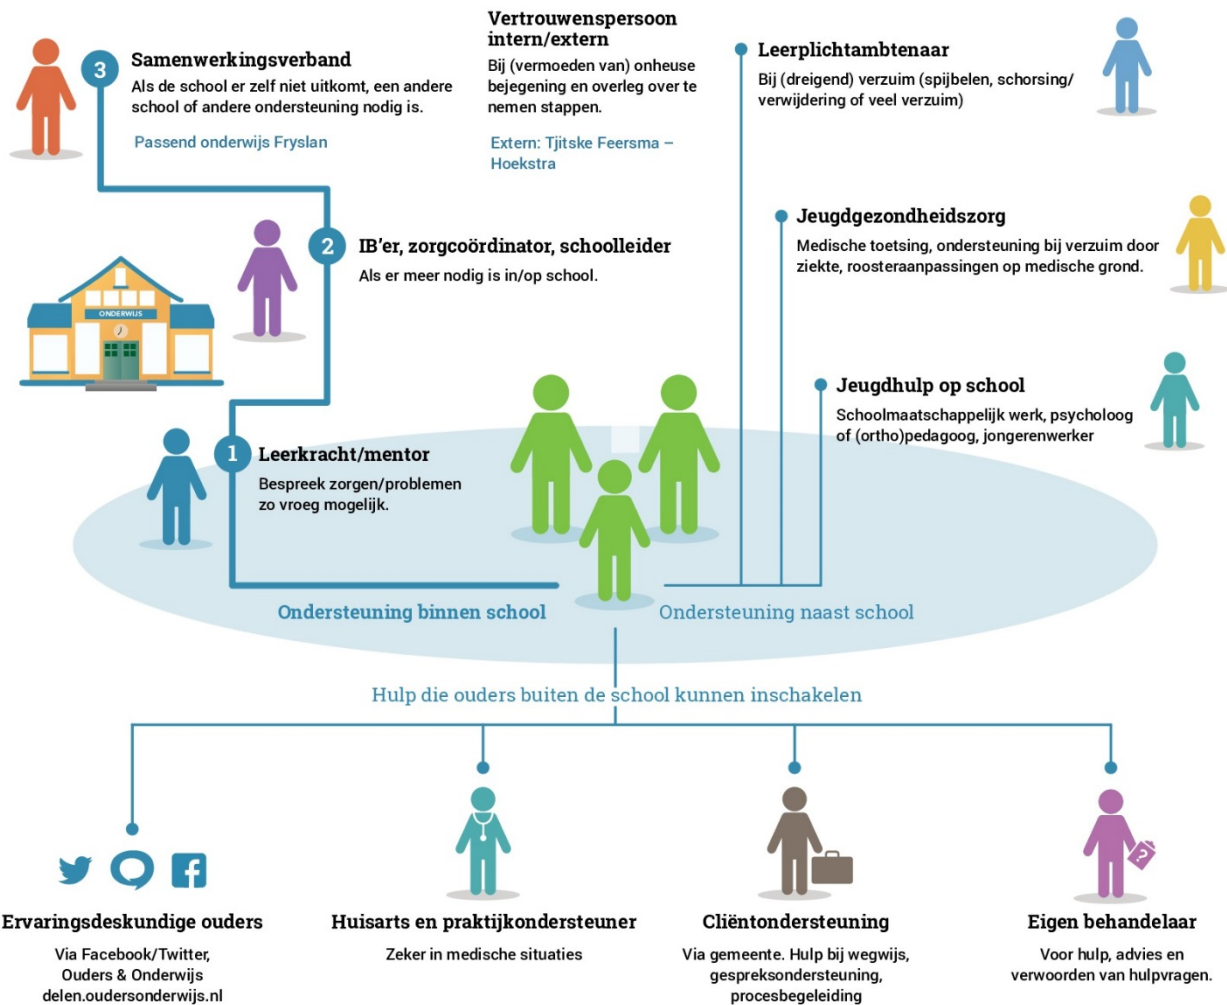 3
Samenwerkingsverband
Als de school er zelf niet uitkomt, een andere
school of andere ondersteuning nodig is.
Passend onderwijs Fryslan
Vertrouwenspersoon
intern/extern
Bij (vermoeden van) onheuse
bejegening en overleg over te
nemen stappen.
Extern: Tjitske Feersma –
Hoekstra
Leerplichtambtenaar
Bij (dreigend) verzuim (spijbelen, schorsing/
verwijdering of veel verzuim)
2
IB'er, zorgcoördinator, schoolleider
Als er meer nodig is in/op school.
Jeugdgezondheidszorg
Medische toetsing, ondersteuning bij verzuim door
ziekte, roosteraanpassingen op medische grond.
ONDERWIJS
Jeugdhulp op school
Schoolmaatschappelijk werk, psycholoog
of (ortho)pedagoog, jongerenwerker
1
Leerkracht/mentor
Bespreek zorgen/problemen
zo vroeg mogelijk.
Ondersteuning binnen school
Ondersteuning naast school
Hulp die ouders buiten de school kunnen inschakelen
Ervaringsdeskundige ouders
Via Facebook/Twitter,
Ouders & Onderwijs
delen.oudersonderwijs.nl
Huisarts en praktijkondersteuner
Zeker in medische situaties
Cliëntondersteuning
Via gemeente. Hulp bij wegwijs,
gespreksondersteuning,
procesbegeleiding
?
Eigen behandelaar
Voor hulp, advies en
verwoorden van hulpvragen.